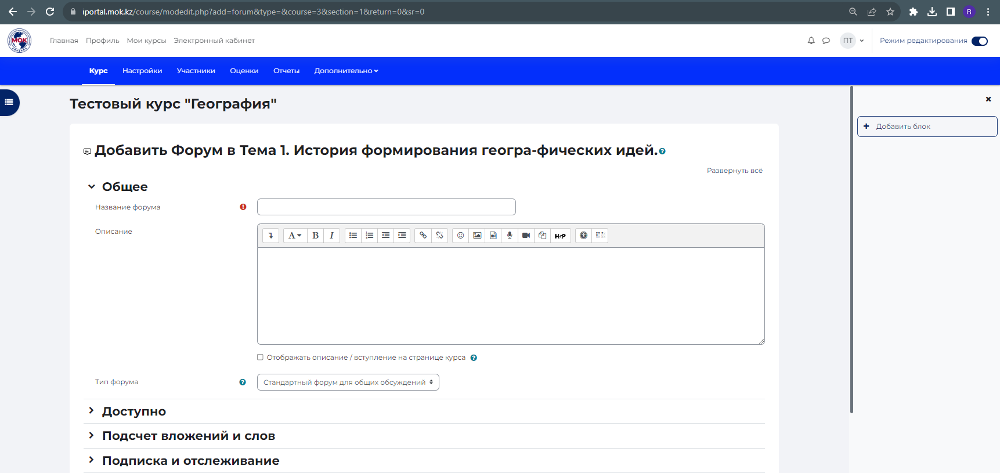 iportal.mok.kz/course/modedit.php?add=forum&type=&course=3&section=1&return=0&sr=0
R
МОК
Главная Профиль Мои курсы Электронный кабинет
ПТ
Режим редактирования
Курс Настройки Участники Оценки Отчеты Дополнительно
Тестовый курс "География"
Добавить блок
Добавить Форум в Тема 1. История формирования геогра-фических идей.
Развернуть всё
Общее
Название форума
Описание
A B I
H5P
Отображать описание / вступление на странице курса
Тип форума
Стандартный форум для общих обсуждений
Доступно
Подсчет вложений и слов
Подписка и отслеживание